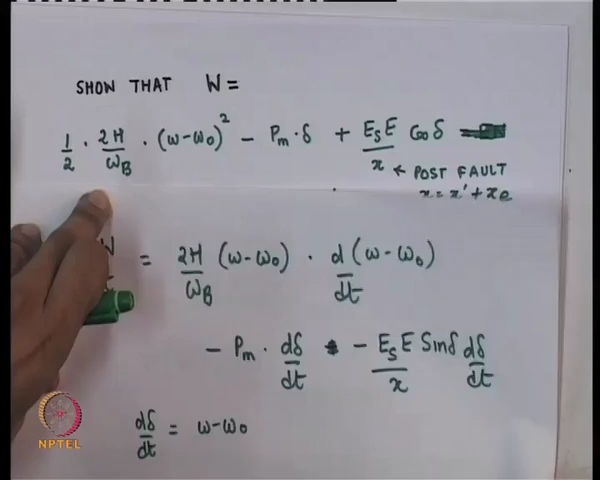 SHOW THAT W =
1/2 · 2H/ω_B · (ω-ω₀)² - P_m · δ + E_S E/x Cos δ
x ← POST FAULT
x = x' + x_e
W = 2H/ω_B (ω-ω₀) · d/dt (ω-ω₀)
- P_m · dδ/dt - E_S E/x Sinδ dδ/dt
dδ/dt = ω-ω₀
NPTEL